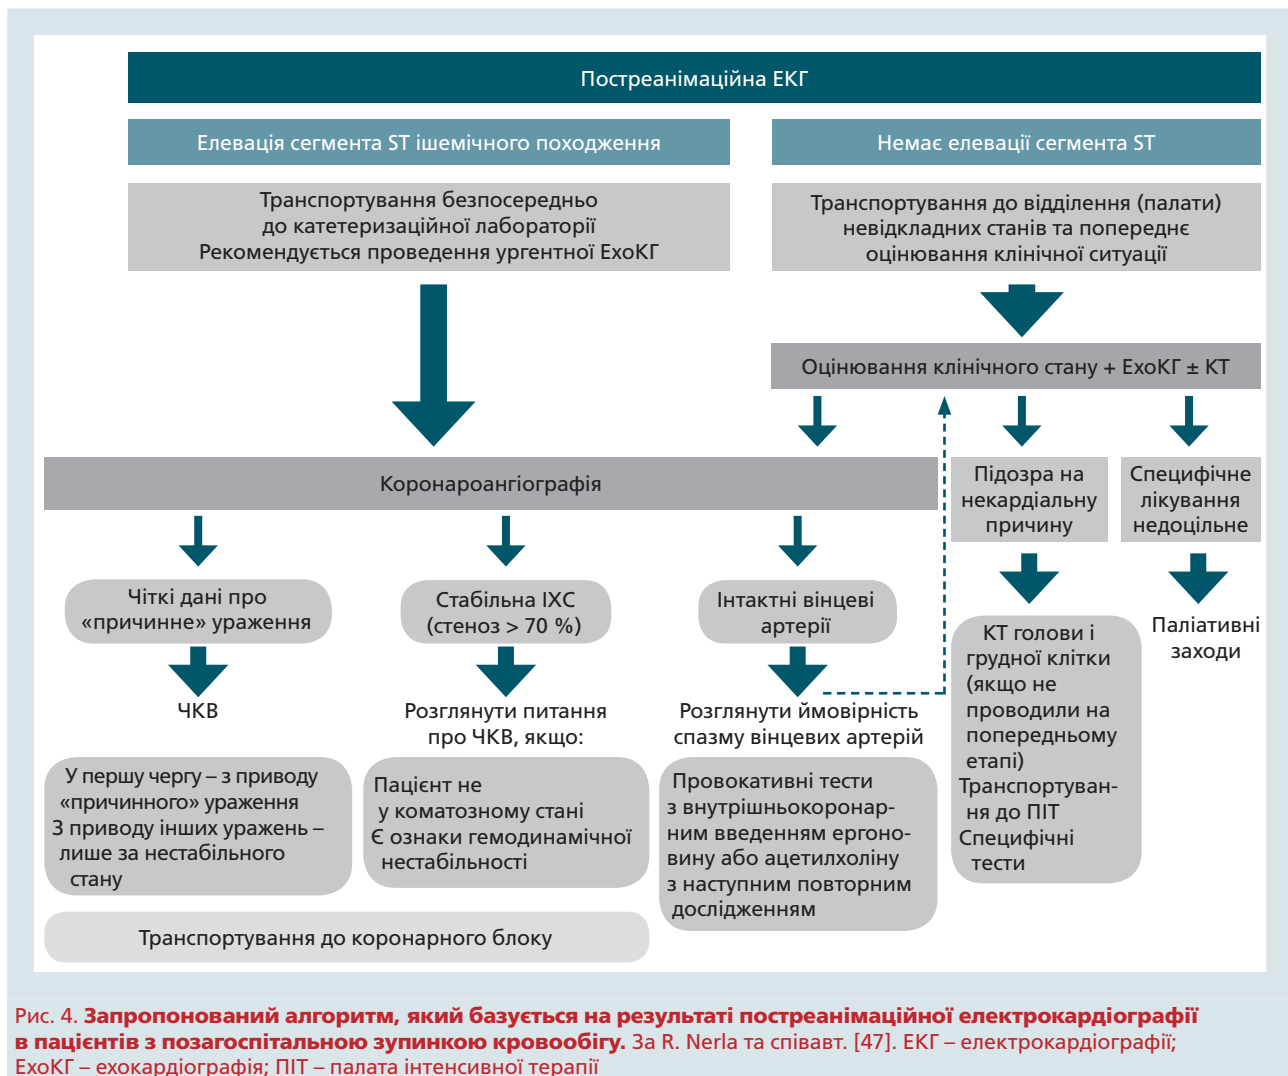 Постреанімаційна ЕКГ
Елевація сегмента ST ішемічного походження
Немає елевації сегмента ST
Транспортування безпосередньо
до катетеризаційної лабораторії
Рекомендується проведення ургентної ЕхоКГ
Транспортування до відділення (палати)
невідкладних станів та попереднє
оцінювання клінічної ситуації
Оцінювання клінічного стану + ЕхоКГ ± КТ
Коронароангіографія
Підозра на
некардіальну
причину
Специфічне
лікування
недоцільне
Чіткі дані про
«причинне» ураження
Стабільна ІХС
(стеноз > 70 %)
Інтактні вінцеві
артерії
КТ голови і
грудної клітки
(якщо не
проводили на
попередньому
етапі)
Транспортуван-
ня до ПІТ
Специфічні
тести
Паліативні
заходи
ЧКВ
Розглянути питання
про ЧКВ, якщо:
Розглянути ймовірність
спазму вінцевих артерій
У першу чергу – з приводу
«причинного» ураження
З приводу інших уражень –
лише за нестабільного
стану
Пацієнт не
у коматозному стані
Є ознаки гемодинамічної
нестабільності
Провокативні тести
з внутрішньокоронар-
ним введенням ергоно-
вину або ацетилхоліну
з наступним повторним
дослідженням
Транспортування до коронарного блоку
Рис. 4. Запропонований алгоритм, який базується на результаті постреанімаційної електрокардіографії
в пацієнтів з позагоспітальною зупинкою кровообігу. За R. Nerla та співавт. [47]. ЕКГ – електрокардіографії;
ЕхоКГ – ехокардіографія; ПІТ – палата інтенсивної терапії